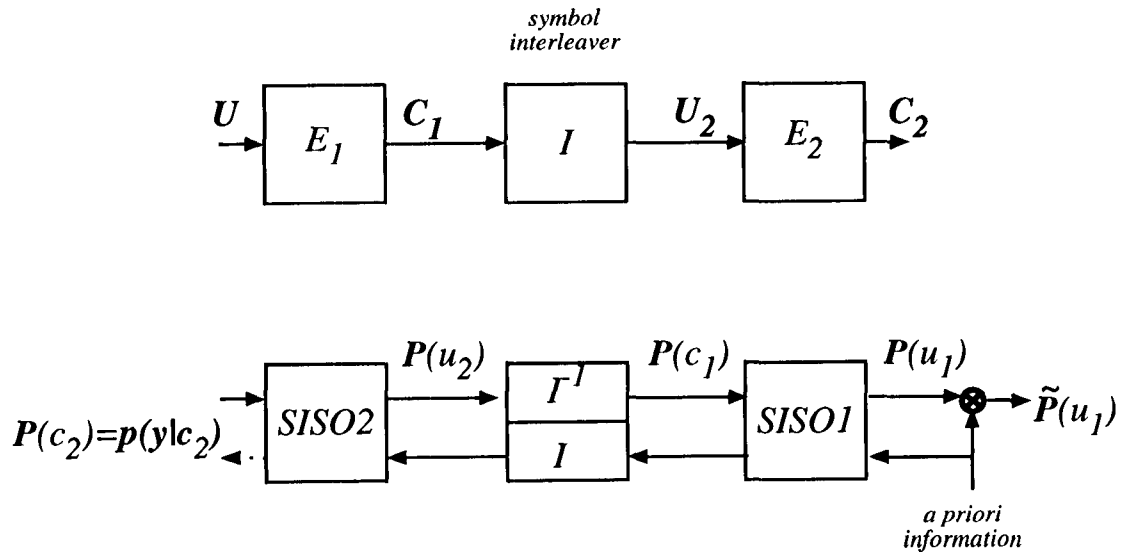 symbol
interleaver
U
E₁
C₁
I
U₂
E₂
C₂
P(u₂)
P(c₁)
P(u₁)
I⁻¹
SISO2
SISO1
P̃(u₁)
P(c₂)=p(y|c₂)
I
a priori
information